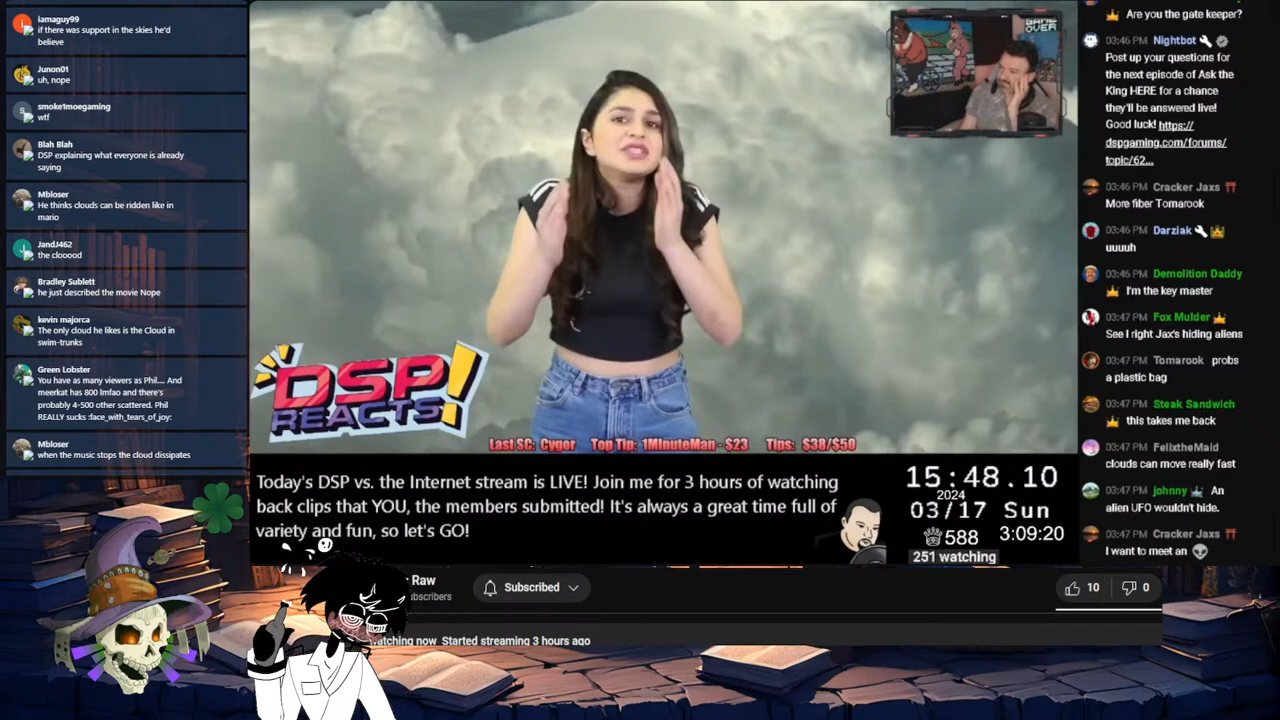 iamaguy99
if there was support in the skies he'd
believe
Junon01
uh, nope
smoke1moegaming
wtf
Blah Blah
DSP explaining what everyone is already
saying
Mbloser
He thinks clouds can be ridden like in
mario
JandJ462
the clooood
Bradley Sublett
he just described the movie Nope
kevin majorca
The only cloud he likes is the Cloud in
swim-trunks
Green Lobster
You have as many viewers as Phil.... And
meerkat has 800 lmfao and there's
probably 4-500 other scattered. Phil
REALLY sucks :face_with_tears_of_joy:
Mbloser
when the music stops the cloud dissipates
GAME
OVER
DSP!
REACTS
Last SC: Cygor Top Tip: 1MinuteMan - $23 Tips: $38/$50
Today's DSP vs. the Internet stream is LIVE! Join me for 3 hours of watching
back clips that YOU, the members submitted! It's always a great time full of
variety and fun, so let's GO!
15:48.10
2024
03/17 Sun
588 3:09:20
251 watching
Raw
Subscribed
10 0
watching now Started streaming 3 hours ago
Are you the gate keeper?
03:46 PM Nightbot
Post up your questions for
the next episode of Ask the
King HERE for a chance
they'll be answered live!
Good luck! https://
dspgaming.com/forums/
topic/62...
03:46 PM Cracker Jaxs
More fiber Tomarook
03:46 PM Darziak
uuuuh
03:46 PM Demolition Daddy
I'm the key master
03:47 PM Fox Mulder
See I right Jax's hiding aliens
03:47 PM Tomarook probs
a plastic bag
03:47 PM Steak Sandwich
this takes me back
03:47 PM FelixtheMaid
clouds can move really fast
03:47 PM johnny An
alien UFO wouldn't hide.
03:47 PM Cracker Jaxs
I want to meet an